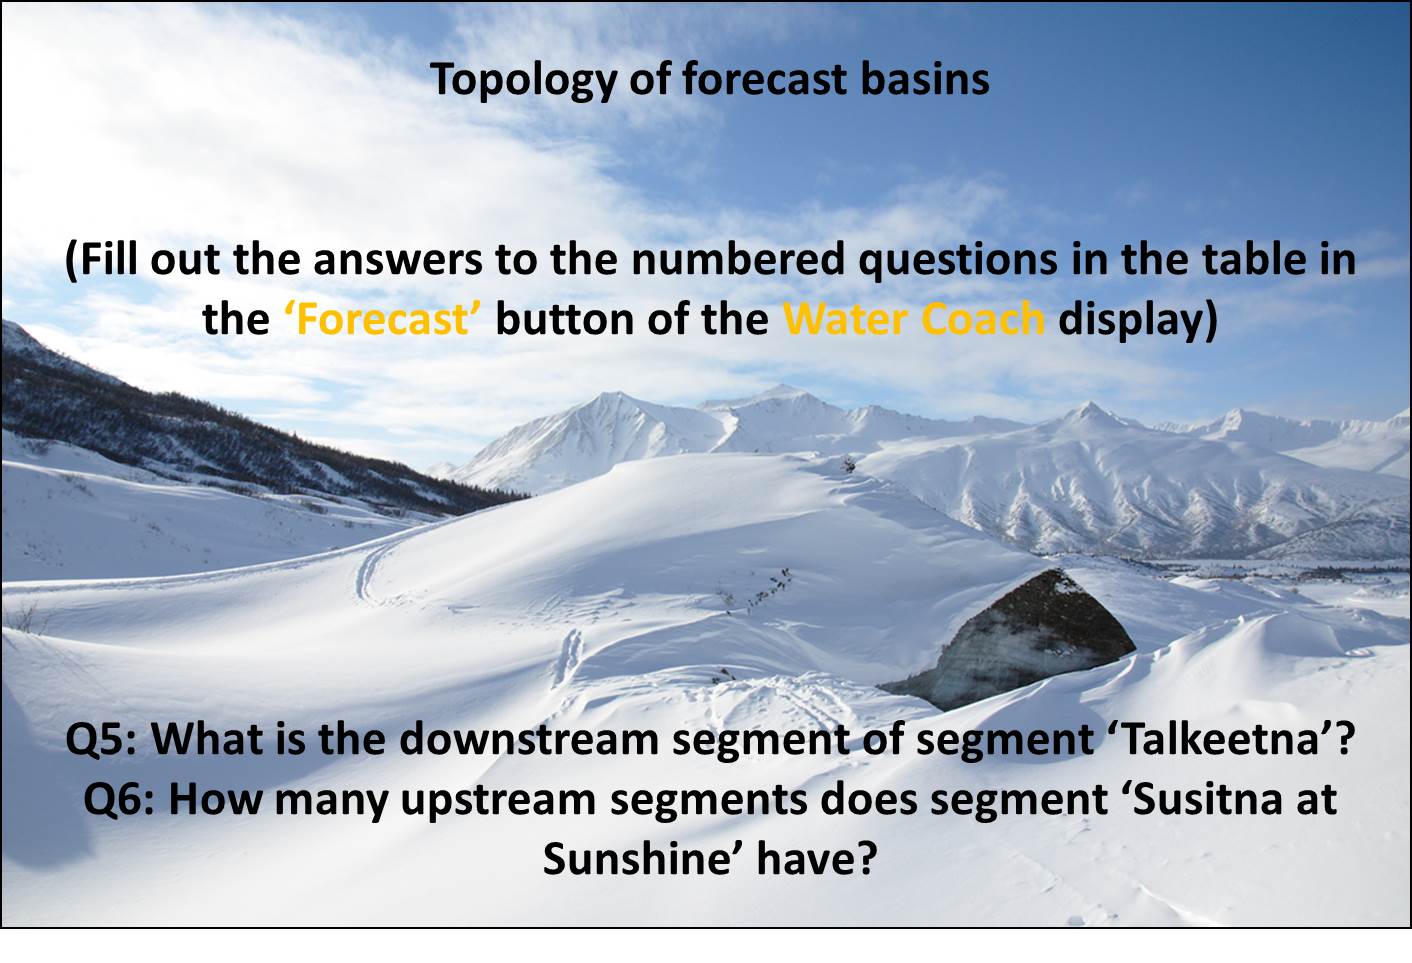 Topology of forecast basins
(Fill out the answers to the numbered questions in the table in
the ‘Forecast’ button of the Water Coach display)
Q5: What is the downstream segment of segment ‘Talkeetna’?
Q6: How many upstream segments does segment ‘Susitna at
Sunshine’ have?